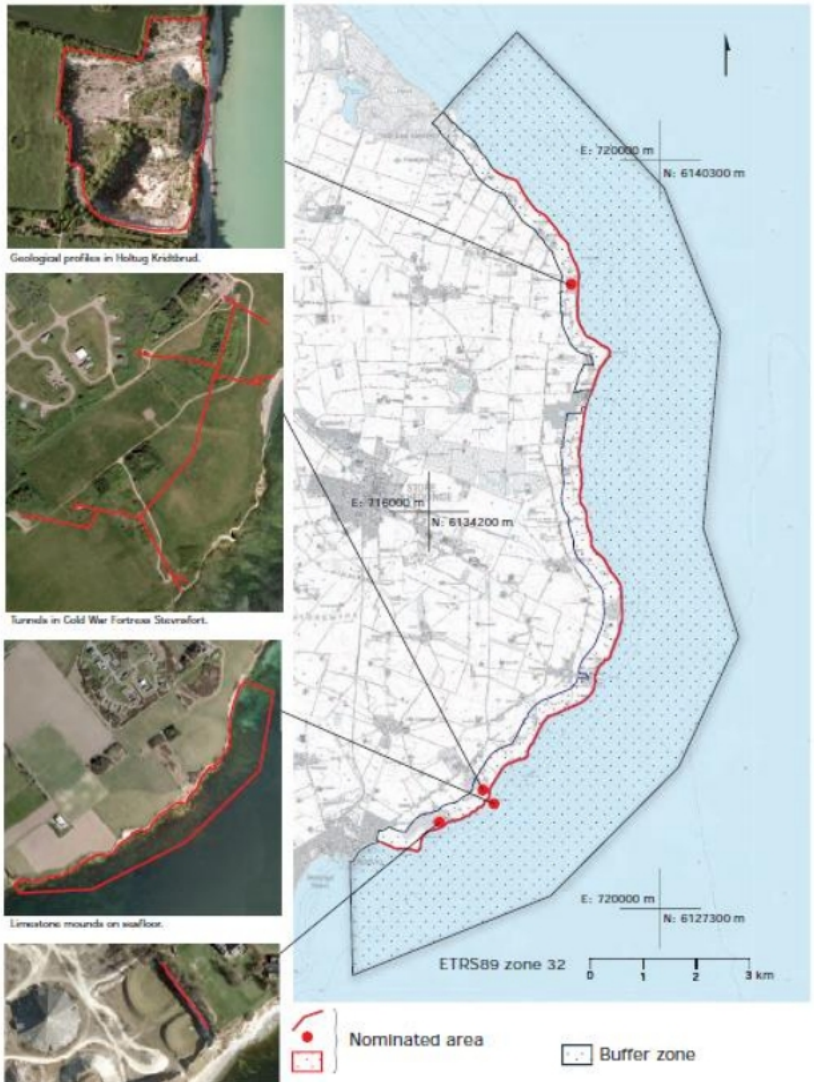 Geological profiles in Holtug Kridtbrud.
Tunnels in Cold War Fortress Stevnsfort.
Limestone mounds on seafloor.
E: 720000 m
N: 6140300 m
E: 716000 m
N: 6134200 m
E: 720000 m
N: 6127300 m
ETRS89 zone 32
0 1 2 3 km
Nominated area
Buffer zone